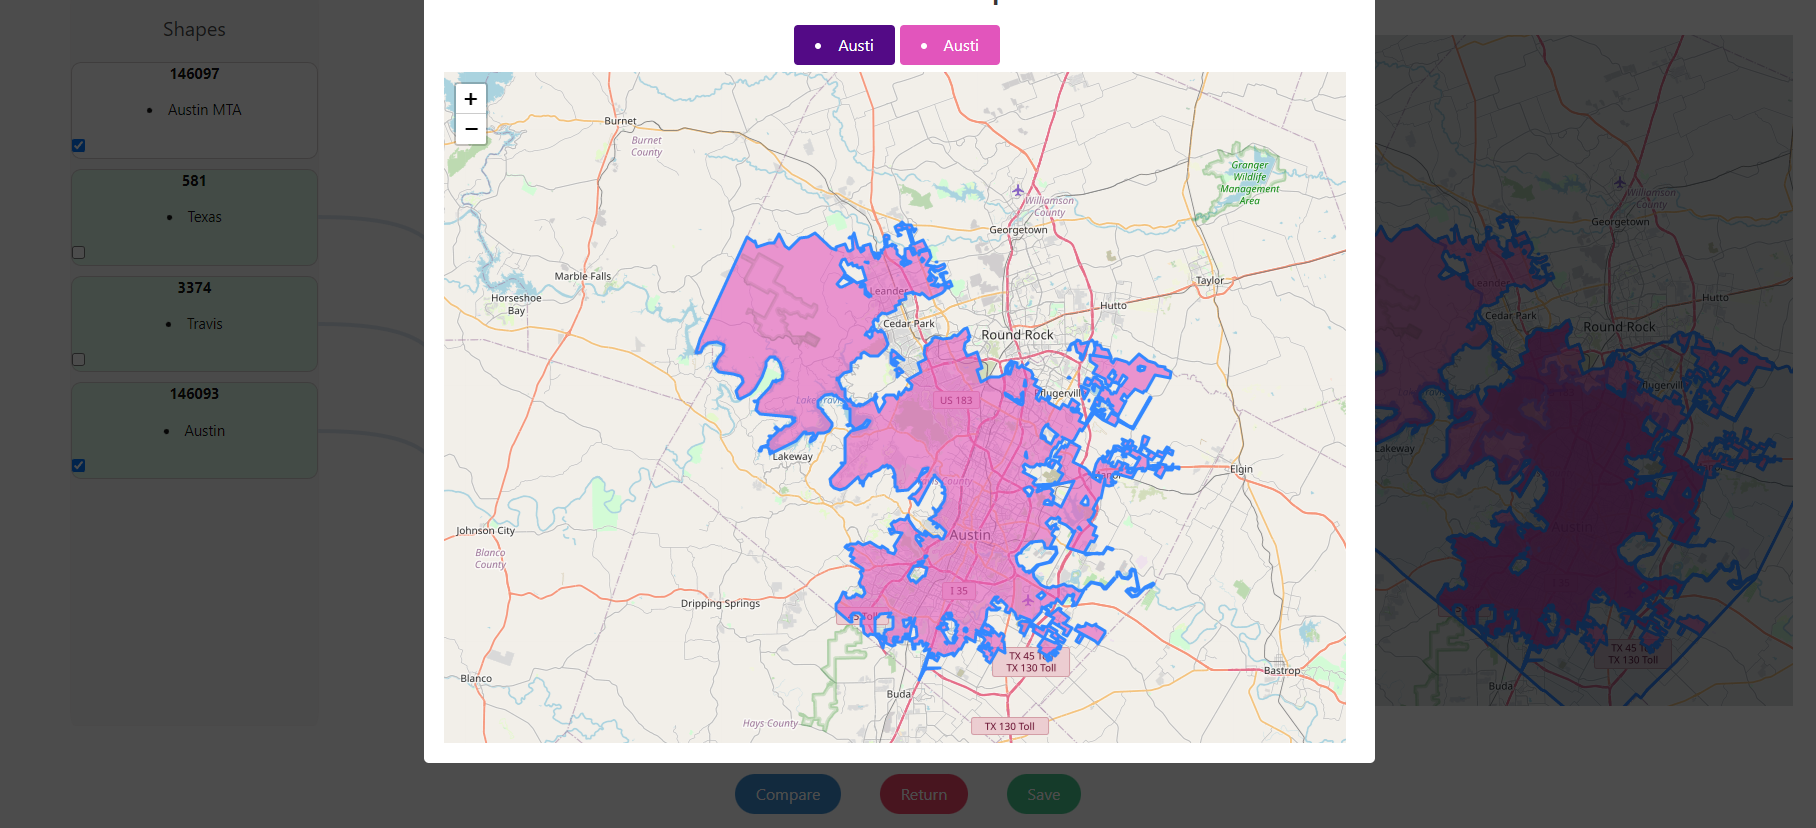 Shapes
146097
• Austin MTA
581
• Texas
3374
• Travis
146093
• Austin
• Austi
• Austi
+
−
Burnet
Burnet
County
Granger
Wildlife
Management
Area
Williamson
County
Georgetown
Marble Falls
Horseshoe
Bay
Taylor
Leander
Hutto
Cedar Park
Round Rock
US 183
Pflugerville
Lakeway
Elgin
Johnson City
Austin
Blanco
County
I 35
Dripping Springs
Toll
TX 45
TX 130 Toll
Blanco
Buda
Bastrop
Hays County
TX 130 Toll
Williamson
County
Georgetown
Leander
Hutto
Cedar Park
Round Rock
Pflugerville
Lakeway
Austin
TX 45
TX 130 Toll
Buda
Compare
Return
Save